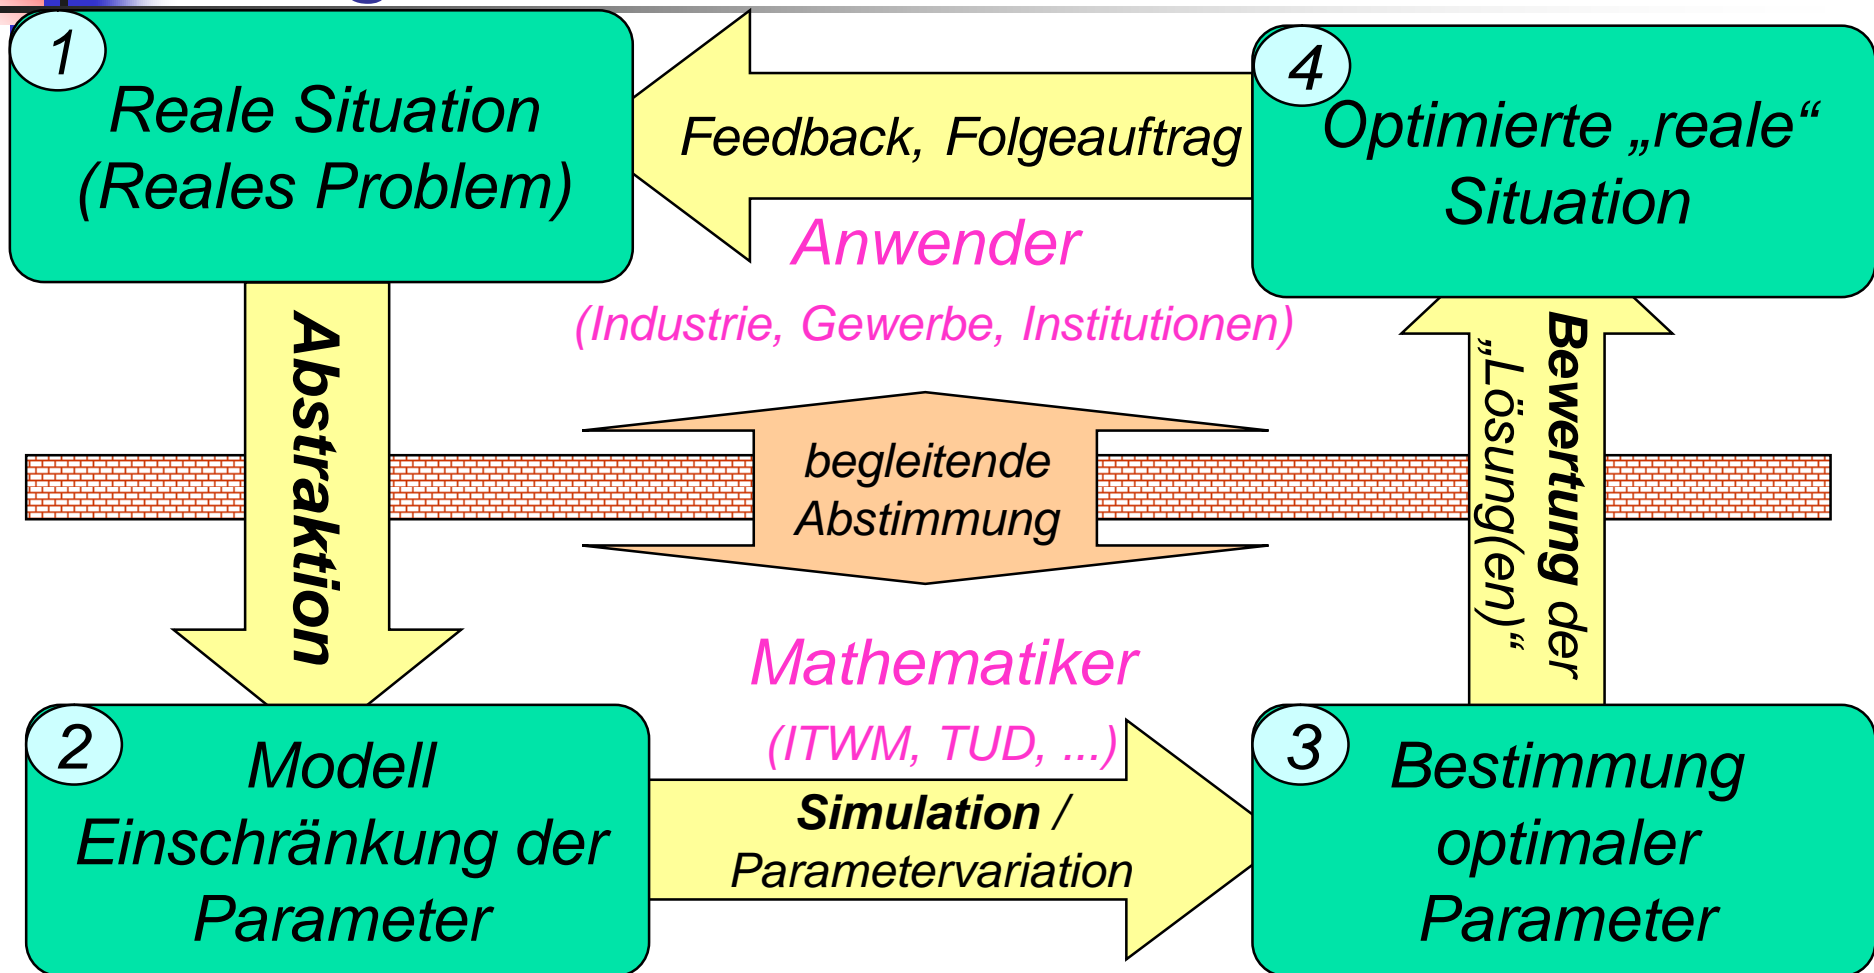 1
Reale Situation
(Reales Problem)
Feedback, Folgeauftrag
4
Optimierte „reale“
Situation
Anwender
(Industrie, Gewerbe, Institutionen)
Abstraktion
begleitende
Abstimmung
Bewertung der
„Lösung(en)“
Mathematiker
(ITWM, TUD, ...)
2
Modell
Einschränkung der
Parameter
Simulation /
Parametervariation
3
Bestimmung
optimaler
Parameter